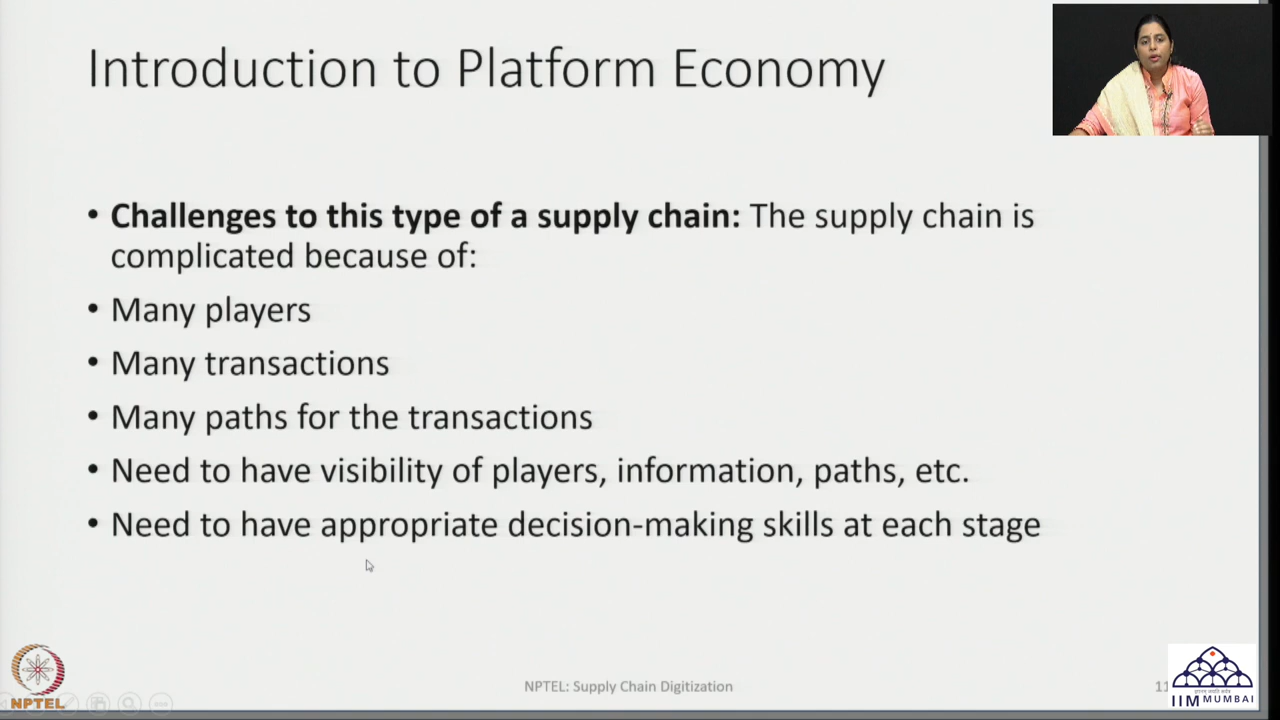 Introduction to Platform Economy
• Challenges to this type of a supply chain: The supply chain is
complicated because of:
• Many players
• Many transactions
• Many paths for the transactions
• Need to have visibility of players, information, paths, etc.
• Need to have appropriate decision-making skills at each stage
NPTEL
NPTEL: Supply Chain Digitization
IIM MUMBAI